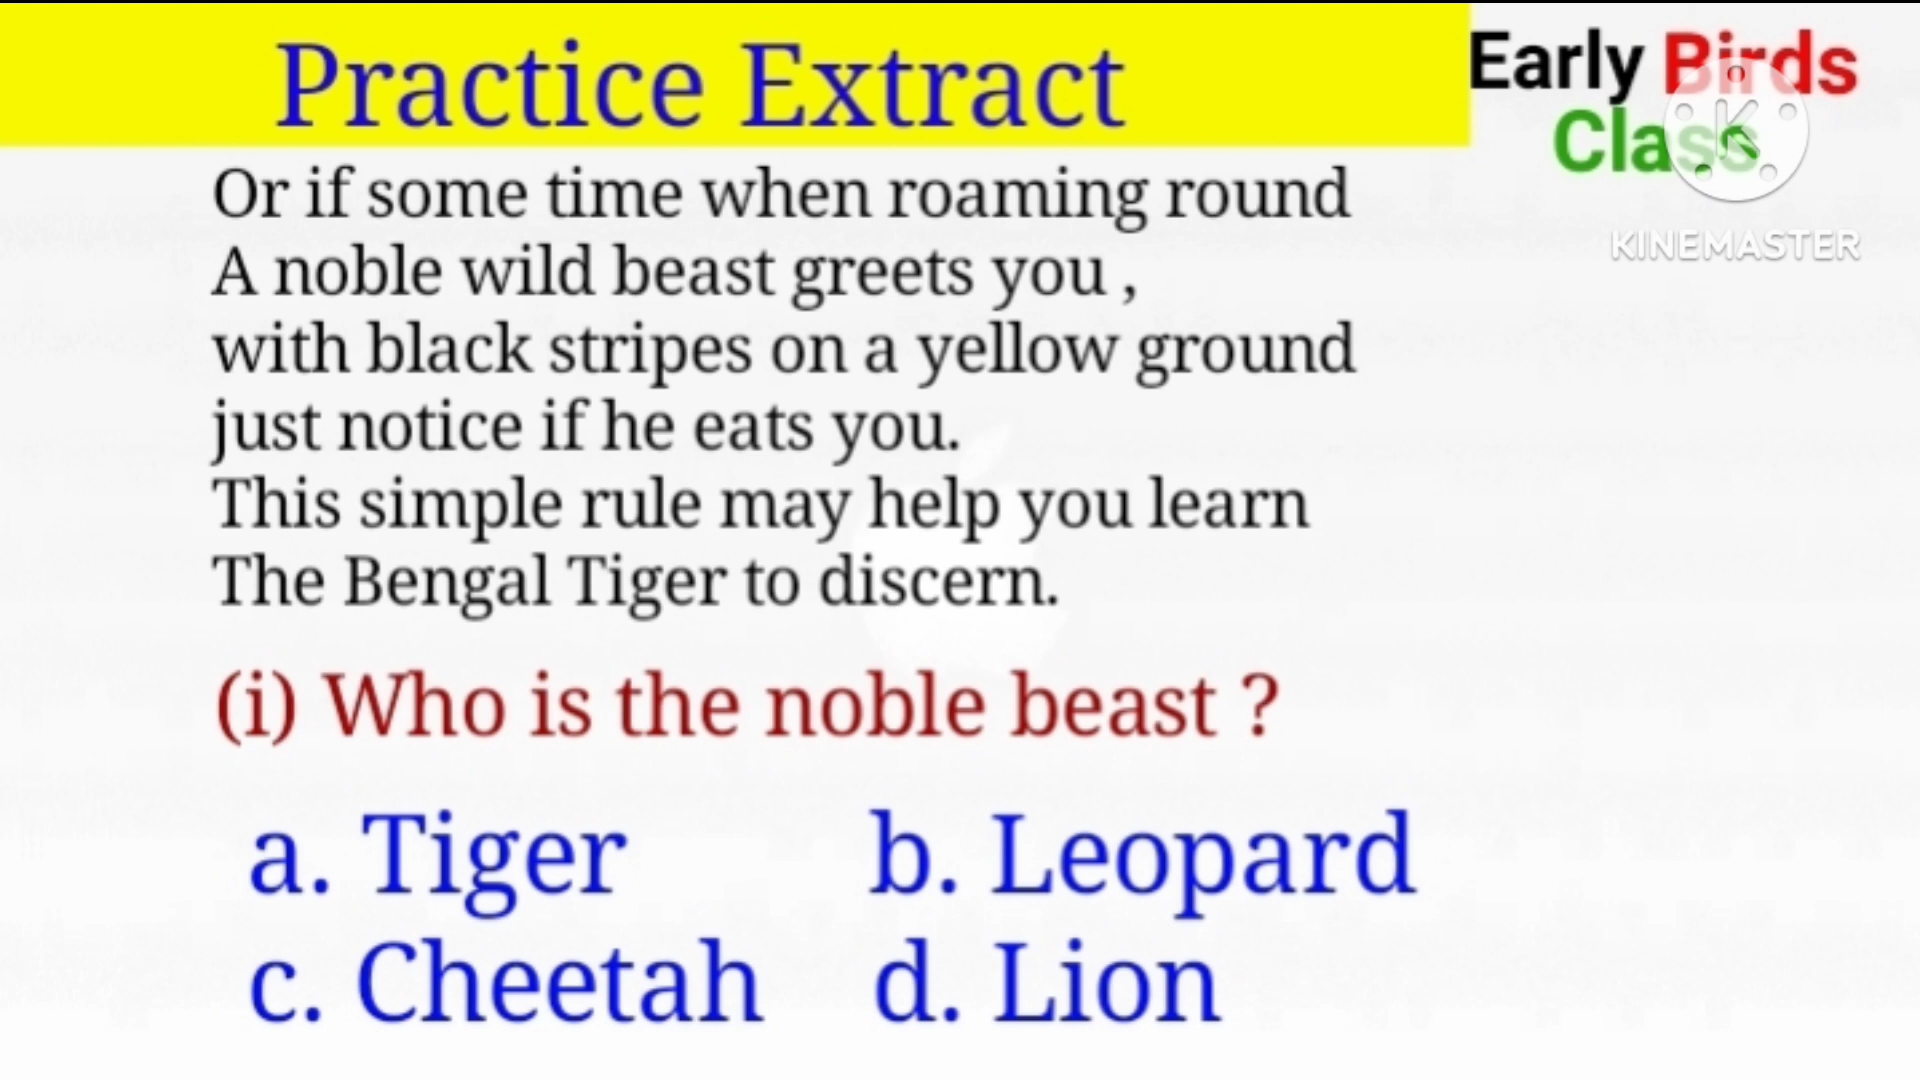 Practice Extract
Early Birds
Class
KINEMASTER
Or if some time when roaming round
A noble wild beast greets you ,
with black stripes on a yellow ground
just notice if he eats you.
This simple rule may help you learn
The Bengal Tiger to discern.
(i) Who is the noble beast ?
a. Tiger b. Leopard
c. Cheetah d. Lion